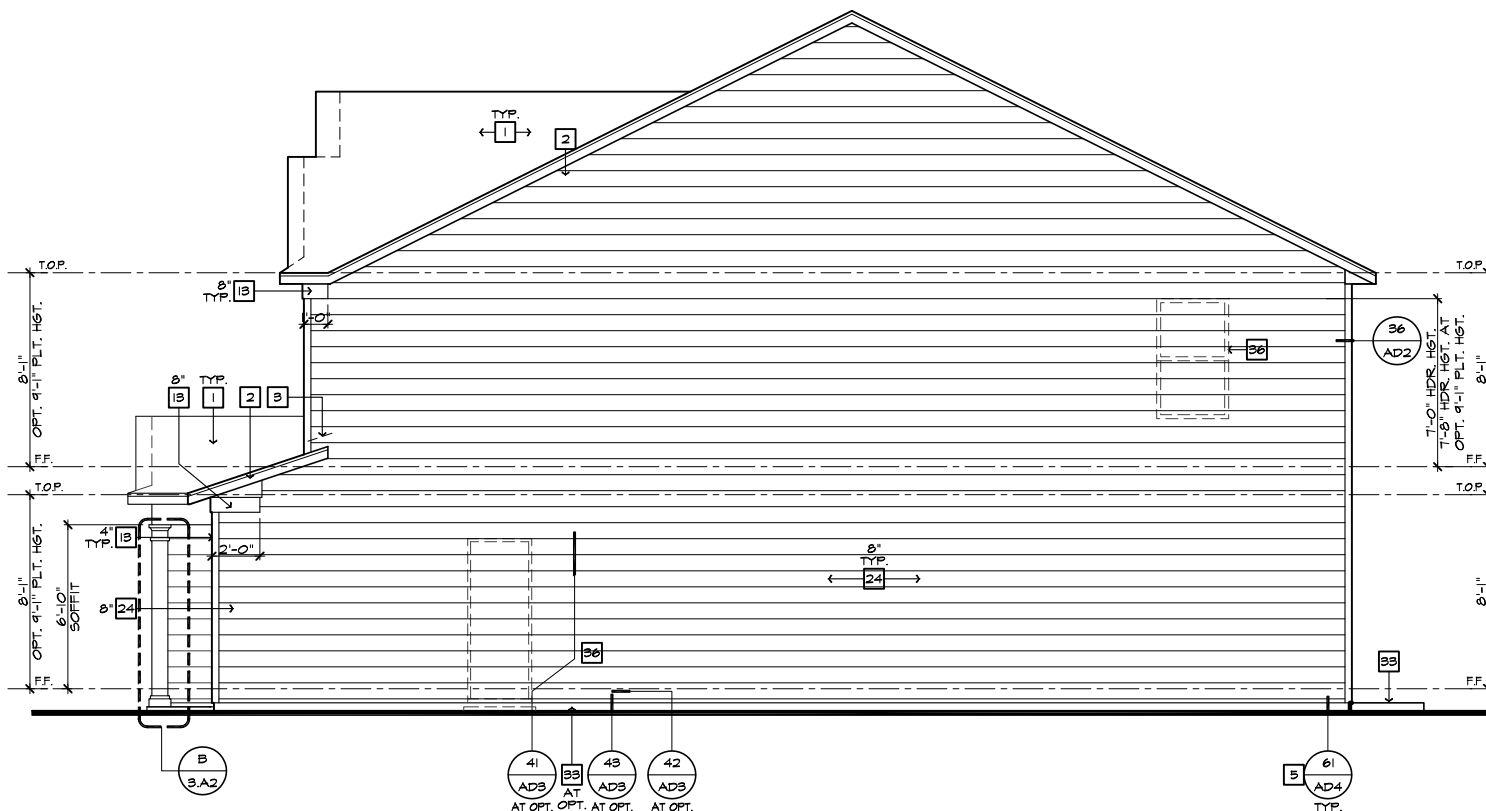 TYP.
1
2
T.O.P.
T.O.P.
8"
TYP.
13
1'-0"
8'-1"
OPT. 9'-1" PLT. HGT.
36
36
AD2
7'-0" HDR. HGT.
7'-8" HDR. HGT. AT
OPT. 9'-1" PLT. HGT.
8'-1"
8"
13
TYP.
1
2
3
F.F.
F.F.
T.O.P.
T.O.P.
4"
TYP.
13
2'-0"
8'-1"
OPT. 9'-1" PLT. HGT.
6'-10"
SOFFIT
8"
24
8"
TYP.
24
8'-1"
36
33
F.F.
F.F.
B
3.A2
41
AD3
AT OPT.
33
AT
OPT.
43
AD3
AT OPT.
42
AD3
AT OPT.
5
61
AD4
TYP.